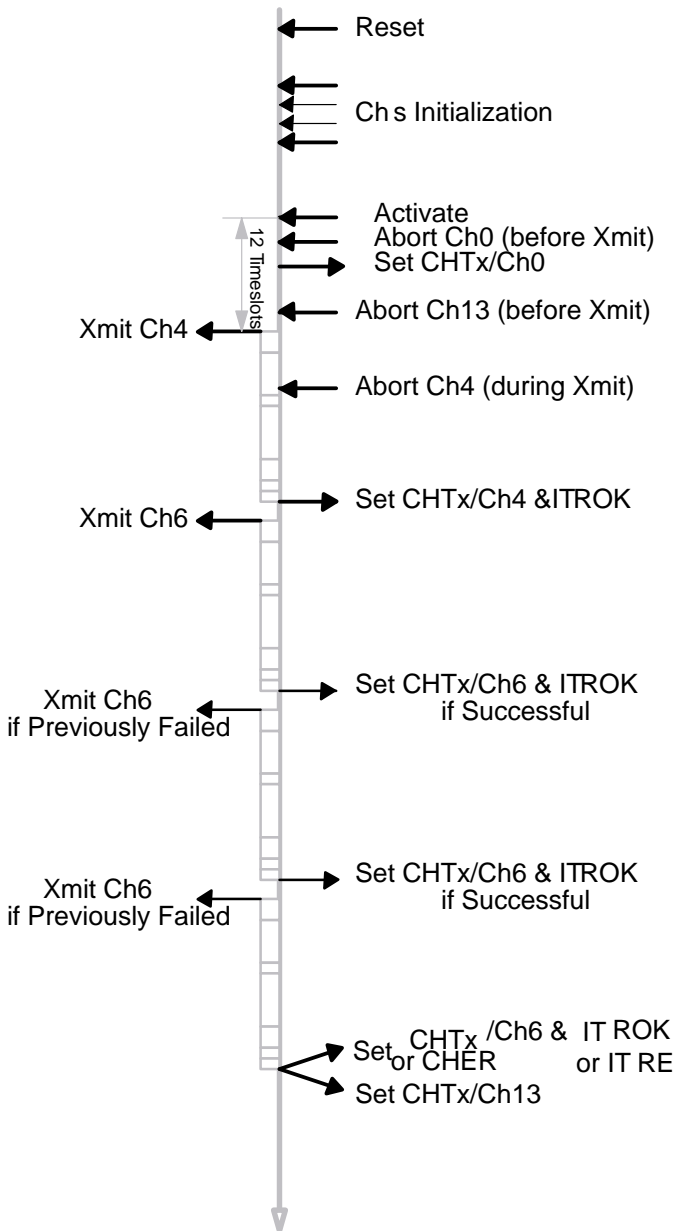 Reset
Ch s Initialization
Activate
Abort Ch0 (before Xmit)
Set CHTx/Ch0
12 Timeslots
Abort Ch13 (before Xmit)
Xmit Ch4
Abort Ch4 (during Xmit)
Set CHTx/Ch4 &ITROK
Xmit Ch6
Set CHTx/Ch6 & ITROK
if Successful
Xmit Ch6
if Previously Failed
Set CHTx/Ch6 & ITROK
if Successful
Xmit Ch6
if Previously Failed
Set CHTx /Ch6 & IT ROK
or CHER or IT RE
Set CHTx/Ch13